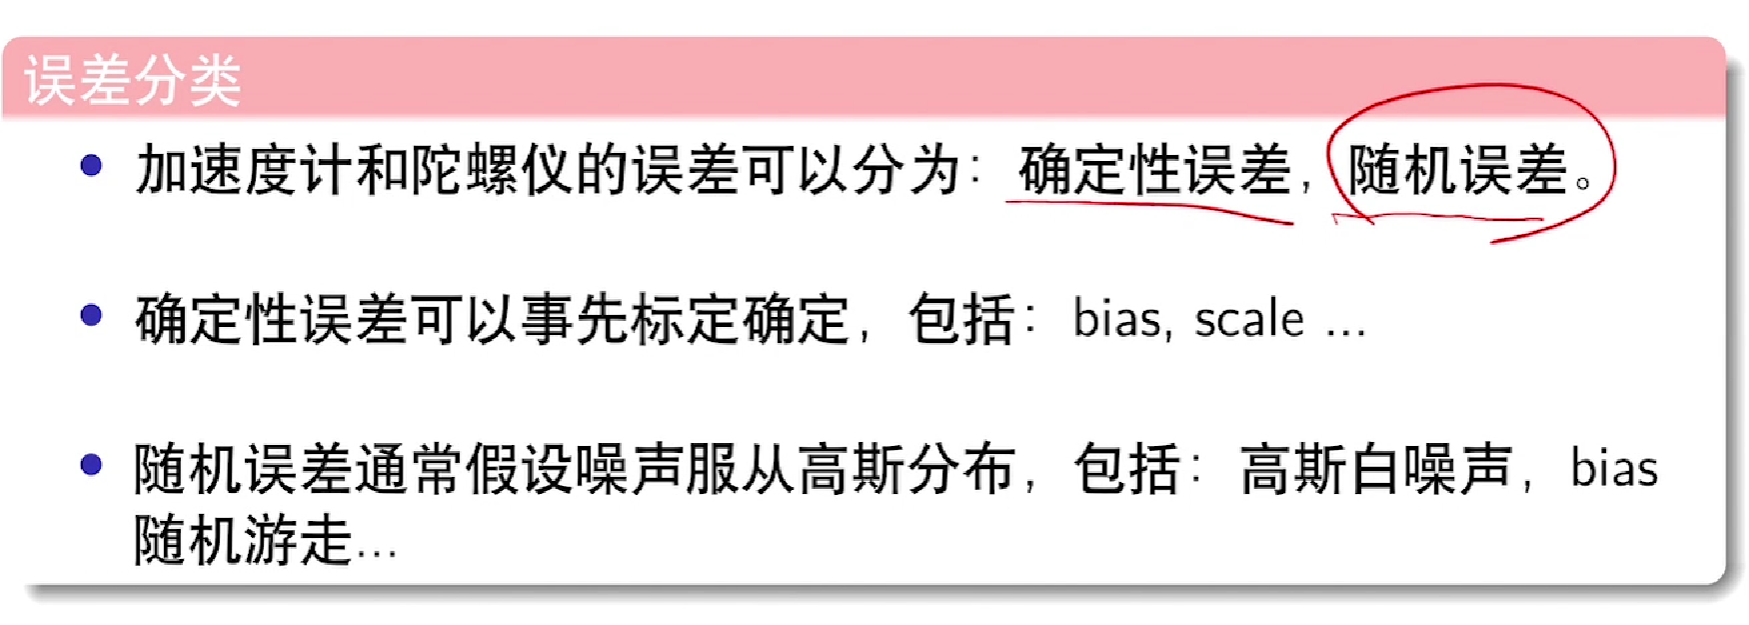 误差分类
加速度计和陀螺仪的误差可以分为：确定性误差，随机误差。
确定性误差可以事先标定确定，包括：bias, scale ...
随机误差通常假设噪声服从高斯分布，包括：高斯白噪声，bias
随机游走...